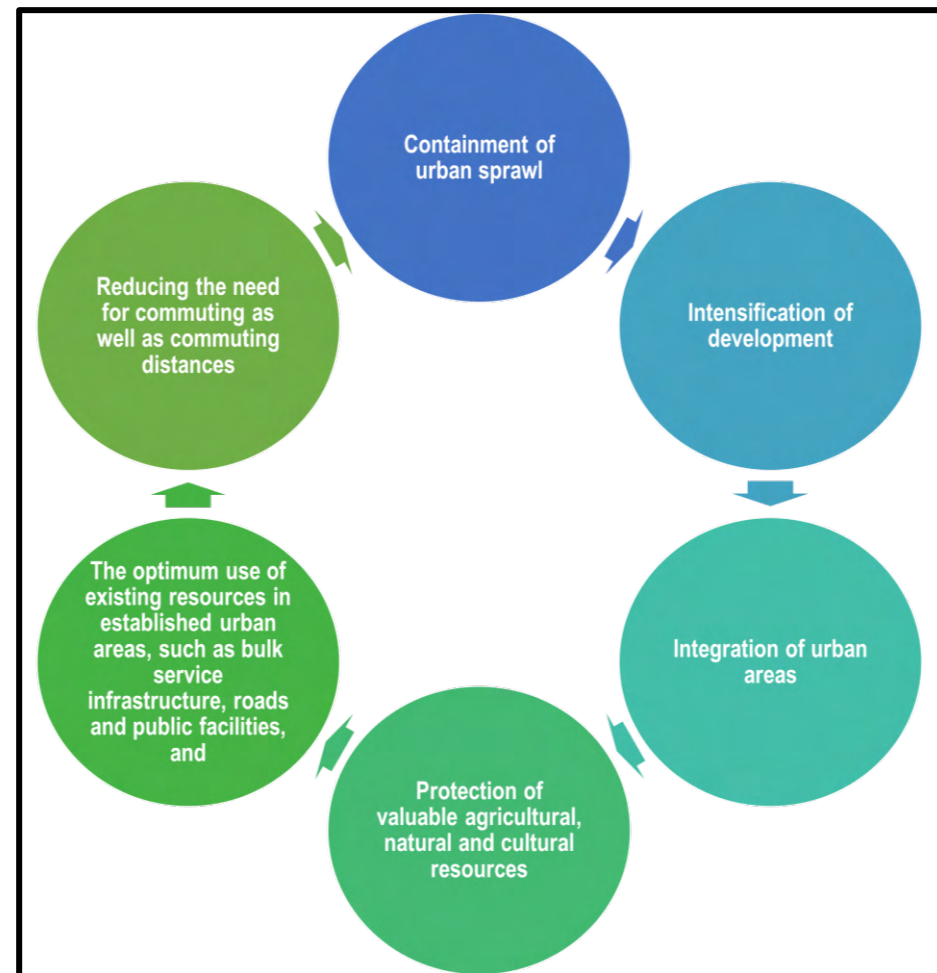 Containment of
urban sprawl
Intensification of
development
Integration of urban
areas
Protection of
valuable agricultural,
natural and cultural
resources
The optimum use of
existing resources in
established urban
areas, such as bulk
service
infrastructure, roads
and public facilities,
and
Reducing the need
for commuting as
well as commuting
distances